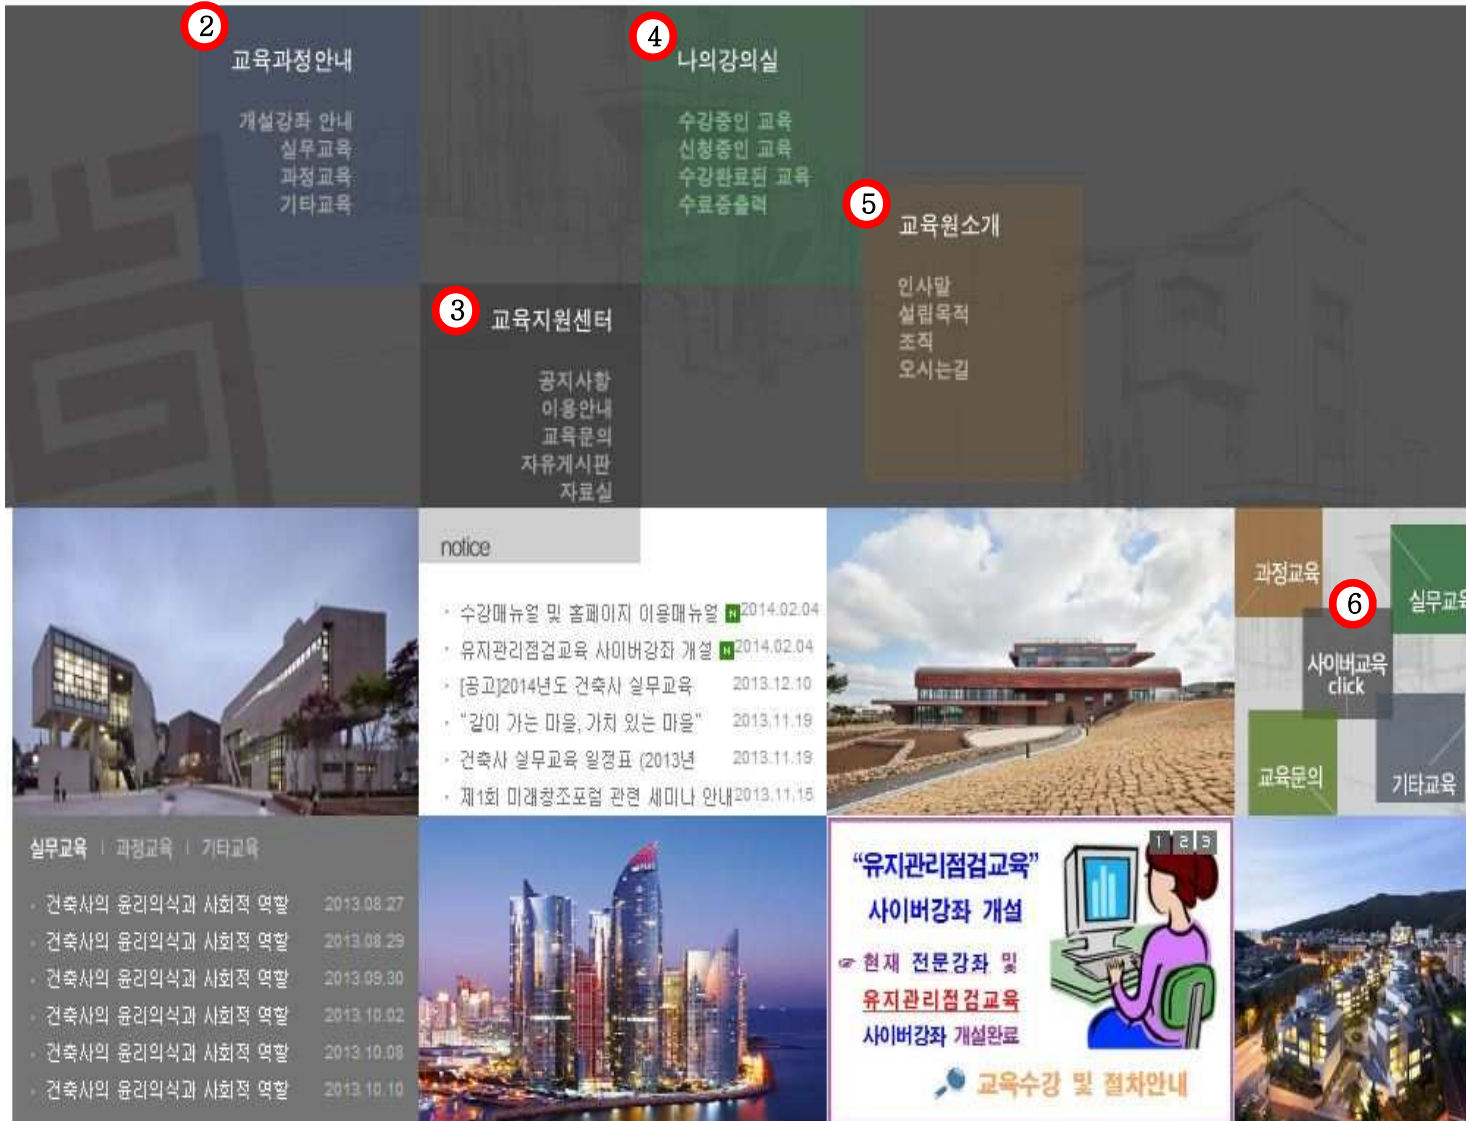 ②
교육과정안내
개설강좌 안내
실무교육
과정교육
기타교육
④
나의강의실
수강중인 교육
신청중인 교육
수강완료된 교육
수료증출력
⑤
교육원소개
인사말
설립목적
조직
오시는길
③
교육지원센터
공지사항
이용안내
교육문의
자유게시판
자료실
notice
· 수강매뉴얼 및 홈페이지 이용매뉴얼 N 2014.02.04
· 유지관리점검교육 사이버강좌 개설 N 2014.02.04
· [공고]2014년도 건축사 실무교육 2013.12.10
· "같이 가는 마을, 가치 있는 마을" 2013.11.19
· 건축사 실무교육 일정표 (2013년 2013.11.19
· 제1회 미래창조포럼 관련 세미나 안내 2013.11.15
과정교육
⑥
실무교육
사이버교육
click
교육문의
기타교육
실무교육 | 과정교육 | 기타교육
· 건축사의 윤리의식과 사회적 역할 2013.08.27
· 건축사의 윤리의식과 사회적 역할 2013.08.29
· 건축사의 윤리의식과 사회적 역할 2013.09.30
· 건축사의 윤리의식과 사회적 역할 2013.10.02
· 건축사의 윤리의식과 사회적 역할 2013.10.08
· 건축사의 윤리의식과 사회적 역할 2013.10.10
1 2 3
“유지관리점검교육”
사이버강좌 개설
☞ 현재 전문강좌 및
유지관리점검교육
사이버강좌 개설완료
교육수강 및 절차안내